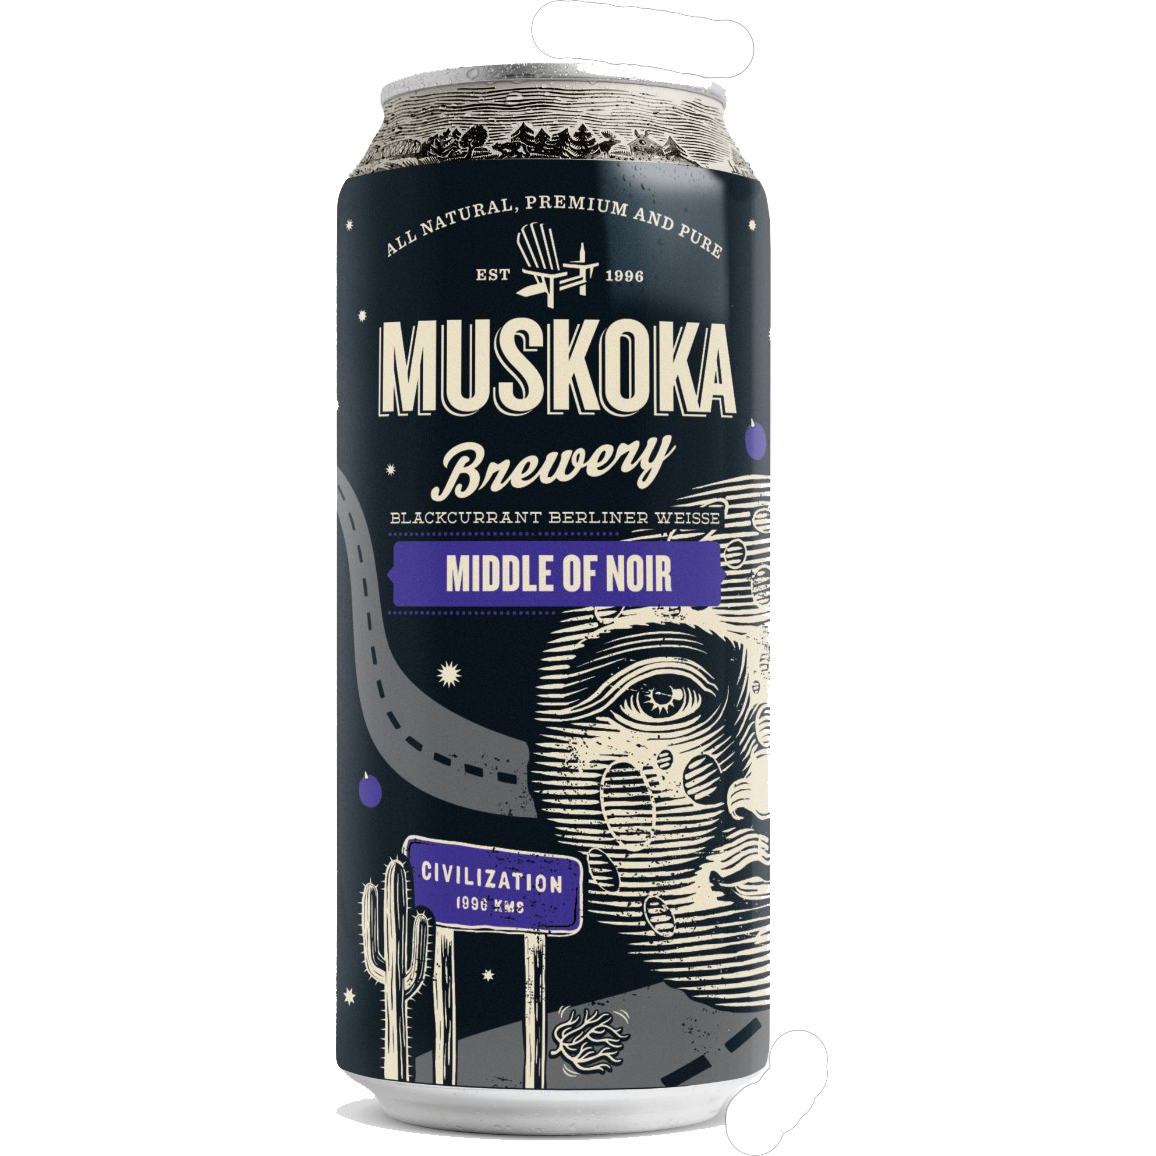 ALL NATURAL, PREMIUM AND PURE
EST 1996
MUSKOKA
Brewery
BLACKCURRANT BERLINER WEISSE
MIDDLE OF NOIR
CIVILIZATION
1996 KMS